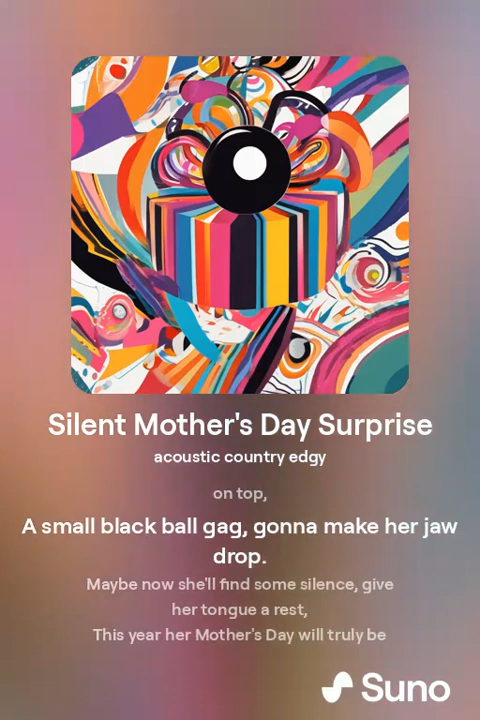 Silent Mother's Day Surprise
acoustic country edgy
on top,
A small black ball gag, gonna make her jaw
drop.
Maybe now she'll find some silence, give
her tongue a rest,
This year her Mother's Day will truly be
Suno